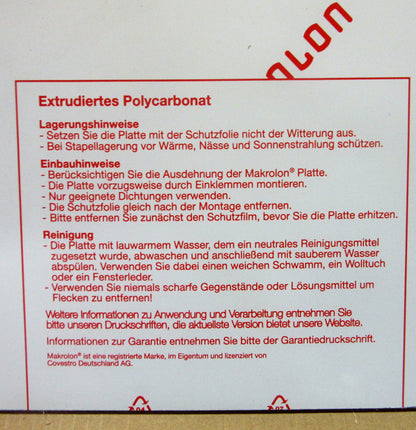 OLON
Extrudiertes Polycarbonat
Lagerungshinweise
- Setzen Sie die Platte mit der Schutzfolie nicht der Witterung aus.
- Bei Stapellagerung vor Wärme, Nässe und Sonnenstrahlung schützen.
Einbauhinweise
- Berücksichtigen Sie die Ausdehnung der Makrolon® Platte.
- Die Platte vorzugsweise durch Einklemmen montieren.
- Nur geeignete Dichtungen verwenden.
- Die Schutzfolie gleich nach der Montage entfernen.
- Bitte entfernen Sie zunächst den Schutzfilm, bevor Sie die Platte erhitzen.
Reinigung
- Die Platte mit lauwarmem Wasser, dem ein neutrales Reinigungsmittel
zugesetzt wurde, abwaschen und anschließend mit sauberem Wasser
abspülen. Verwenden Sie dabei einen weichen Schwamm, ein Wolltuch
oder ein Fensterleder.
- Verwenden Sie niemals scharfe Gegenstände oder Lösungsmittel um
Flecken zu entfernen!
Weitere Informationen zu Anwendung und Verarbeitung entnehmen Sie
bitte unseren Druckschriften, die aktuellste Version bietet unsere Website.
Informationen zur Garantie entnehmen Sie bitte der Garantiedruckschrift.
Makrolon® ist eine registrierte Marke, im Eigentum und lizenziert von
Covestro Deutschland AG.